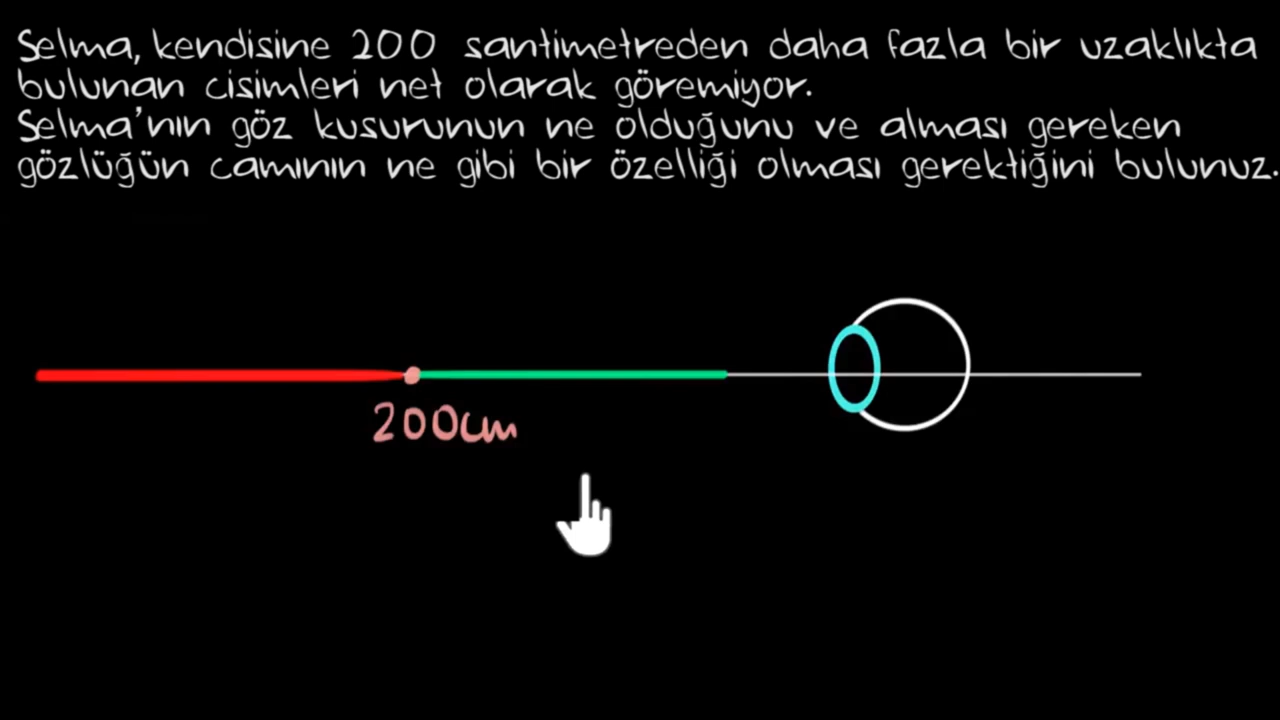 Selma, kendisine 200 santimetreden daha fazla bir uzaklıkta
bulunan cisimleri net olarak göremiyor.
Selma'nın göz kusurunun ne olduğunu ve alması gereken
gözlüğün camının ne gibi bir özelliği olması gerektiğini bulunuz.
200cm